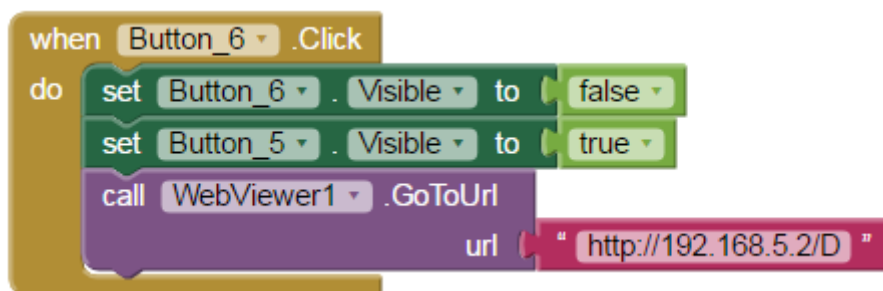 when Button_6 .Click
do set Button_6 . Visible to false
set Button_5 . Visible to true
call WebViewer1 .GoToUrl
url " http://192.168.5.2/D "